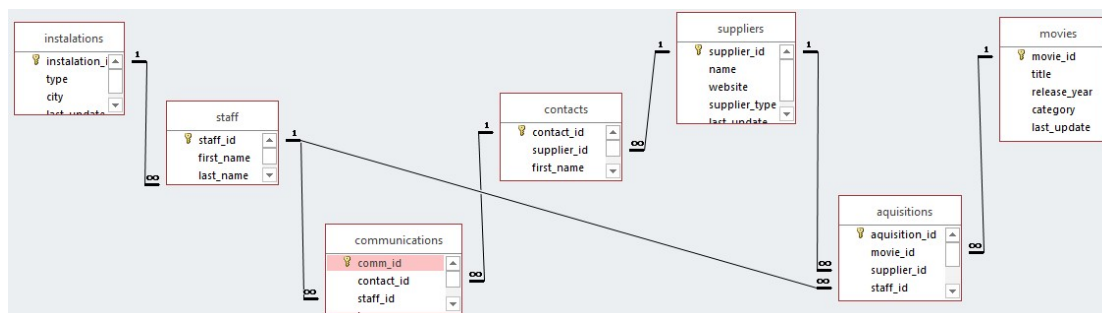 instalations
instalation_i
type
city
last_update
staff
staff_id
first_name
last_name
communications
comm_id
contact_id
staff_id
contacts
contact_id
supplier_id
first_name
suppliers
supplier_id
name
website
supplier_type
last_update
aquisitions
aquisition_id
movie_id
supplier_id
staff_id
movies
movie_id
title
release_year
category
last_update
1
∞
1
∞
1
∞
1
∞
1
∞
∞
1
∞